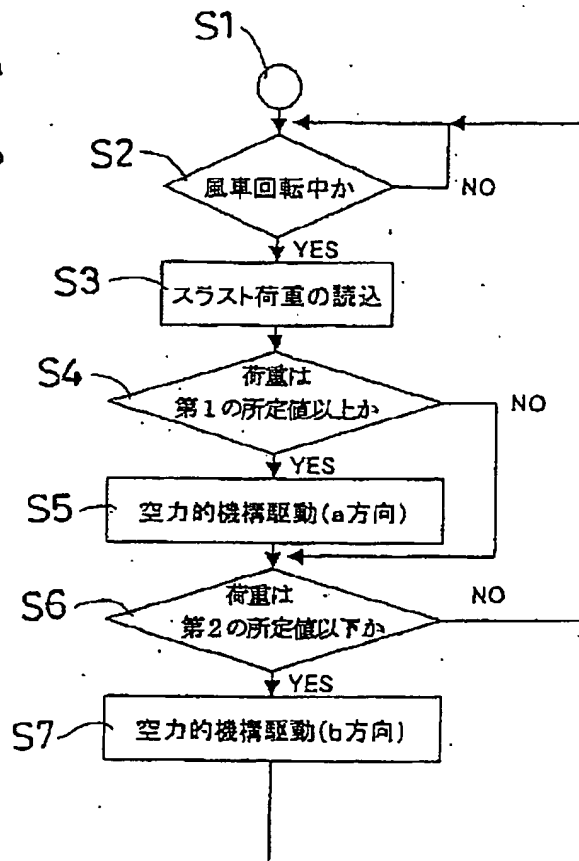 S1
S2
風車回転中か
NO
YES
S3
スラスト荷重の読込
S4
荷重は
第1の所定値以上か
NO
YES
S5
空力的機構駆動(a方向)
S6
荷重は
第2の所定値以下か
NO
YES
S7
空力的機構駆動(b方向)